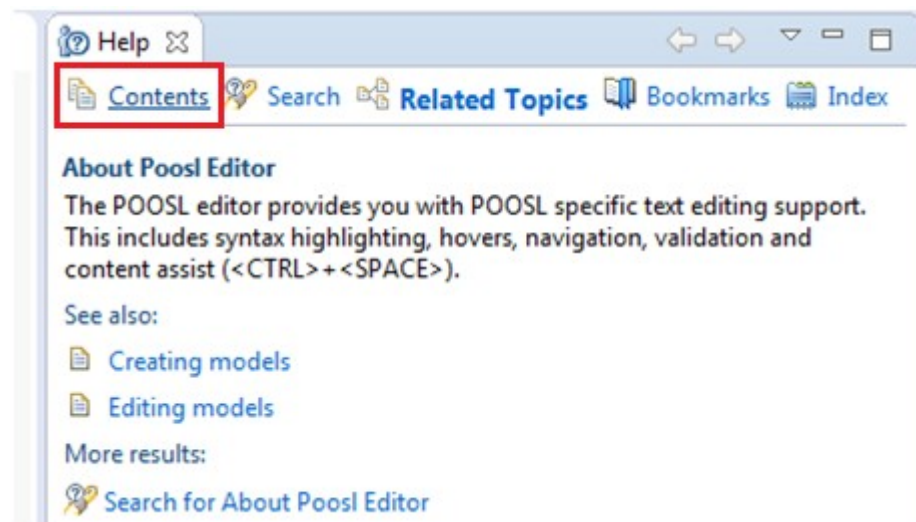 Help
Contents Search Related Topics Bookmarks Index
About Poosl Editor
The POOSL editor provides you with POOSL specific text editing support.
This includes syntax highlighting, hovers, navigation, validation and
content assist (<CTRL>+<SPACE>).
See also:
Creating models
Editing models
More results:
Search for About Poosl Editor